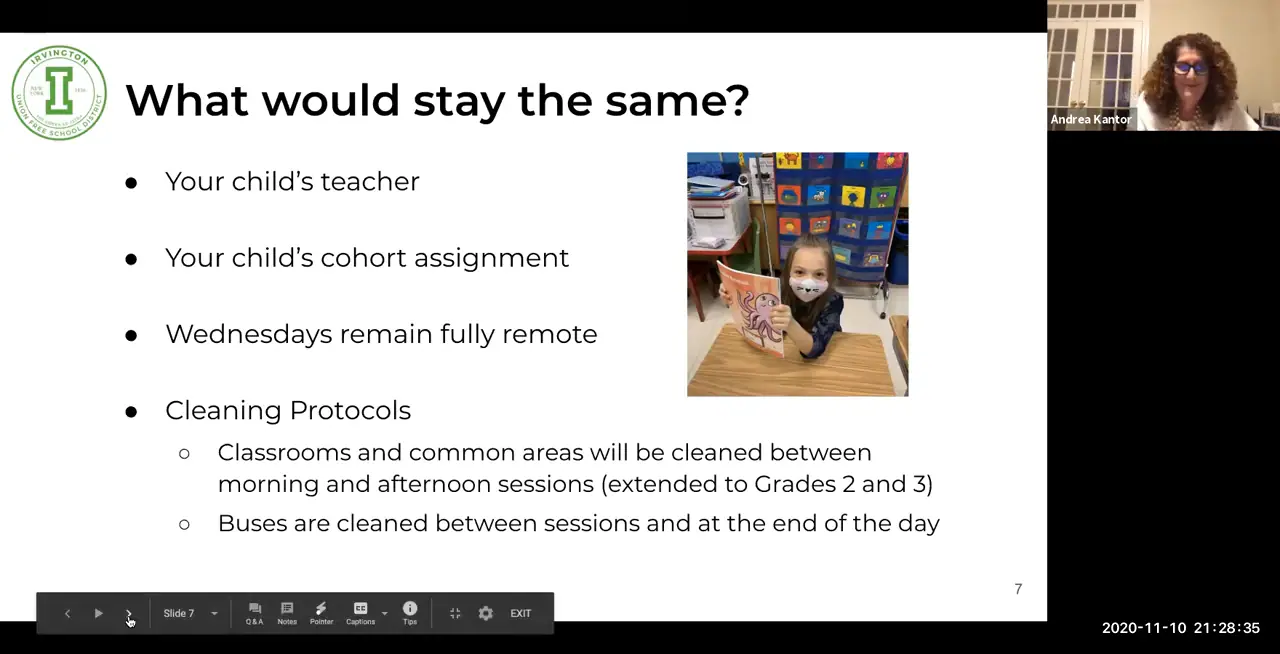 IRVINGTON
UNION FREE SCHOOL DISTRICT
I
What would stay the same?
Andrea Kantor
● Your child’s teacher
● Your child’s cohort assignment
● Wednesdays remain fully remote
● Cleaning Protocols
○ Classrooms and common areas will be cleaned between
morning and afternoon sessions (extended to Grades 2 and 3)
○ Buses are cleaned between sessions and at the end of the day
7
Slide 7
Q & A
Notes
Pointer
CC
Captions
Tips
EXIT
2020-11-10 21:28:35